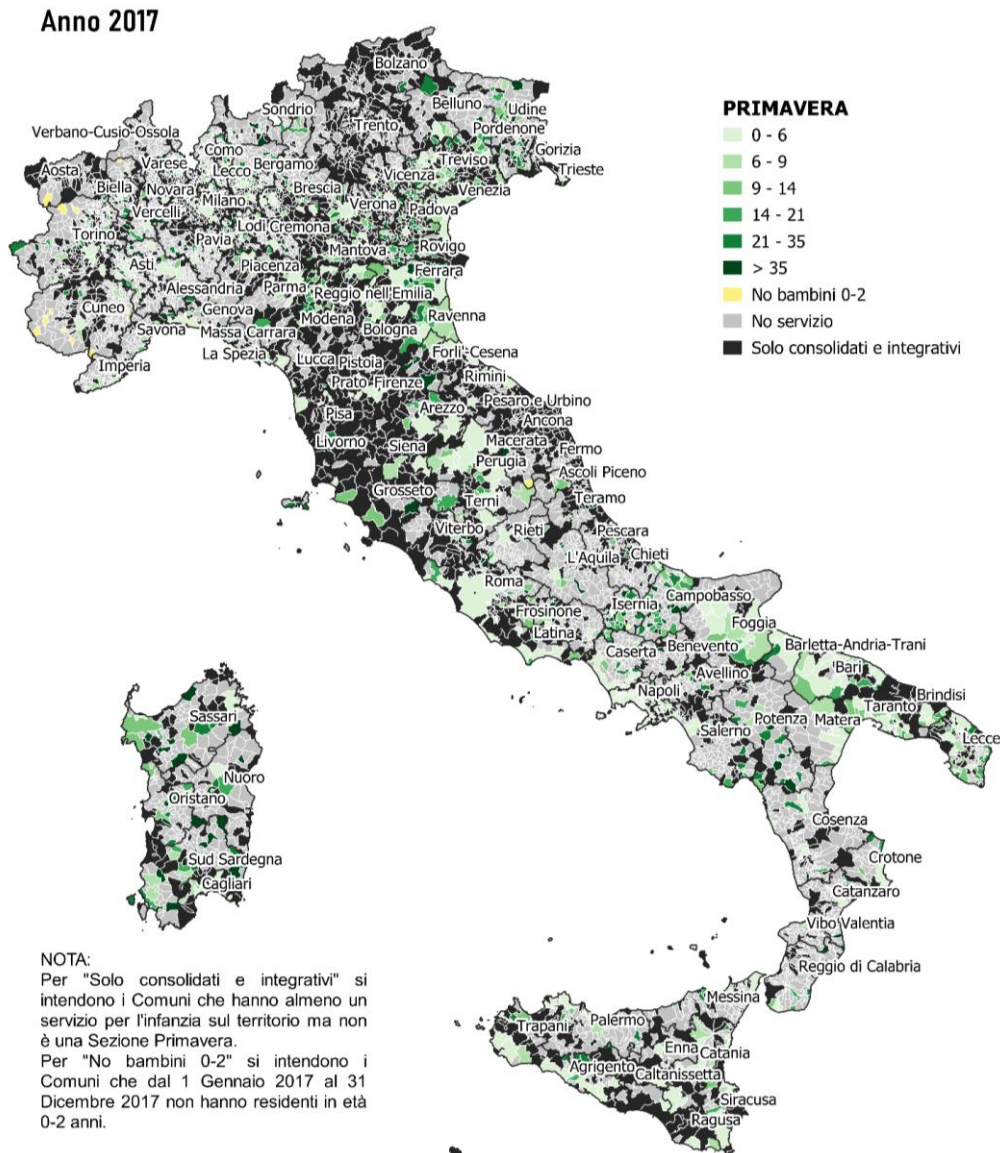 Anno 2017
PRIMAVERA
0 - 6
6 - 9
9 - 14
14 - 21
21 - 35
> 35
No bambini 0-2
No servizio
Solo consolidati e integrativi
Bolzano
Sondrio
Belluno
Udine
Trento
Pordenone
Verbano-Cusio-Ossola
Como
Gorizia
Aosta
Varese
Lecco
Bergamo
Treviso
Trieste
Biella
Novara
Milano
Brescia
Vicenza
Venezia
Vercelli
Verona
Padova
Torino
Lodi
Cremona
Pavia
Mantova
Rovigo
Asti
Piacenza
Ferrara
Alessandria
Parma
Reggio nell'Emilia
Cuneo
Genova
Modena
Ravenna
Savona
Massa Carrara
Bologna
La Spezia
Forli'-Cesena
Imperia
Lucca
Pistoia
Rimini
Prato
Firenze
Pesaro e Urbino
Pisa
Arezzo
Ancona
Livorno
Siena
Macerata
Fermo
Perugia
Ascoli Piceno
Grosseto
Terni
Teramo
Viterbo
Rieti
Pescara
L'Aquila
Chieti
Roma
Isernia
Campobasso
Frosinone
Foggia
Latina
Caserta
Benevento
Barletta-Andria-Trani
Avellino
Bari
Napoli
Brindisi
Sassari
Potenza
Matera
Taranto
Salerno
Lecce
Nuoro
Oristano
Cosenza
Sud Sardegna
Crotone
Cagliari
Catanzaro
Vibo Valentia
Reggio di Calabria
Messina
Trapani
Palermo
Enna
Catania
Agrigento
Caltanissetta
Siracusa
Ragusa
NOTA:
Per "Solo consolidati e integrativi" si
intendono i Comuni che hanno almeno un
servizio per l'infanzia sul territorio ma non
è una Sezione Primavera.
Per "No bambini 0-2" si intendono i
Comuni che dal 1 Gennaio 2017 al 31
Dicembre 2017 non hanno residenti in età
0-2 anni.